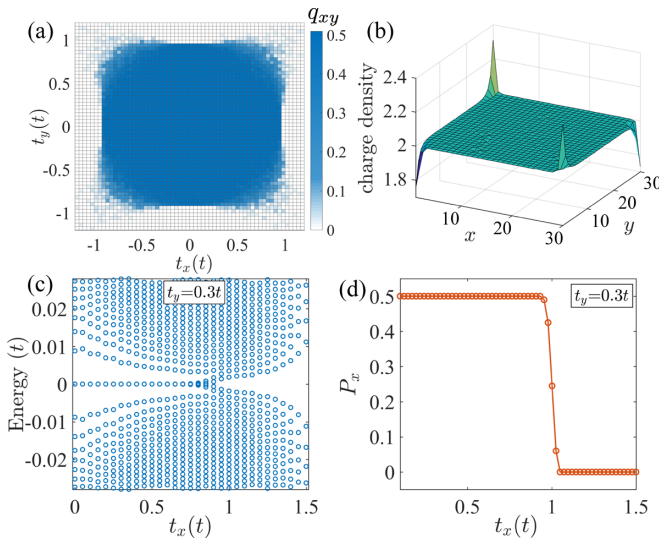 (a)
q_{xy}
1
0.5
0
-0.5
-1
t_y(t)
-1
-0.5
0
0.5
1
t_x(t)
0.5
0.4
0.3
0.2
0.1
0
(b)
charge density
2.4
2.2
2
1.8
10
20
30
x
10
20
30
y
(c)
t_y=0.3t
0.02
0.01
0
-0.01
-0.02
Energy (t)
0
0.5
1
1.5
t_x(t)
(d)
t_y=0.3t
0.5
0.4
0.3
0.2
0.1
0
P_x
0.5
1
1.5
t_x(t)